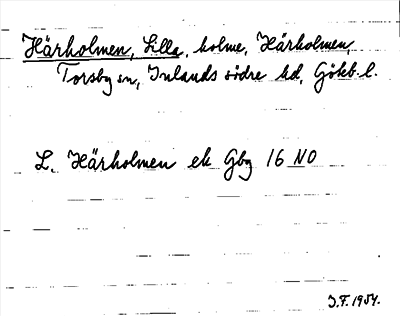 Härholmen, Lilla, holme, Härholmen,
Torsby sn, Inlands södre hd, Göteb. l.
L. Härholmen ek Gbg 16 NO
J.F. 1954.